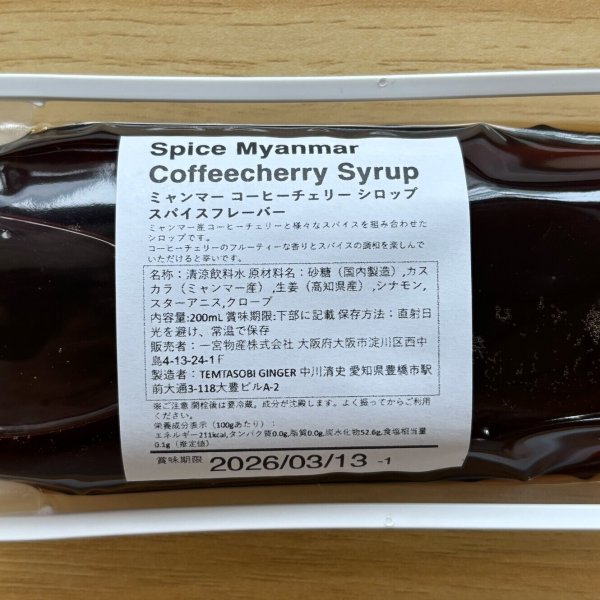 Spice Myanmar
Coffeecherry Syrup
ミャンマー コーヒーチェリー シロップ
スパイスフレーバー
ミャンマー産コーヒーチェリーと様々なスパイスを組み合わせた
シロップです。
コーヒーチェリーのフルーティーな香りとスパイスの調和を楽しんで
いただけると幸いです。
名称：清涼飲料水 原材料名：砂糖（国内製造）,カス
カラ（ミャンマー産）,生姜（高知県産）,シナモン,
スターアニス,クローブ
内容量:200mL 賞味期限:下部に記載 保存方法：直射日
光を避け、常温で保存
販売者：一宮物産株式会社 大阪府大阪市淀川区西中
島4-13-24-1F
製造者：TEMTASOBI GINGER 中川清史 愛知県豊橋市駅
前大通3-118大豊ビルA-2
※ご注意 開栓後は要冷蔵。成分が沈殿します。よく振ってからご利用
ください。
栄養成分表示（100gあたり）：
エネルギー211kcal,タンパク質0.0g,脂質0.0g,炭水化物52.6g,食塩相当量
0.1g（推定値）
賞味期限 2026/03/13 -1